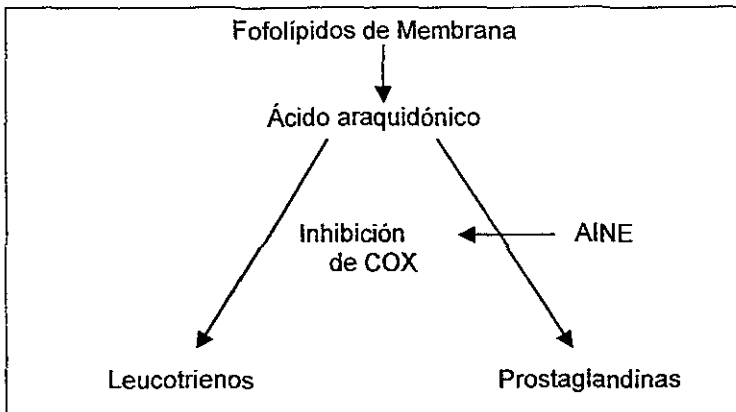 Fofolípidos de Membrana
Ácido araquidónico
Inhibición
de COX
AINE
Leucotrienos
Prostaglandinas